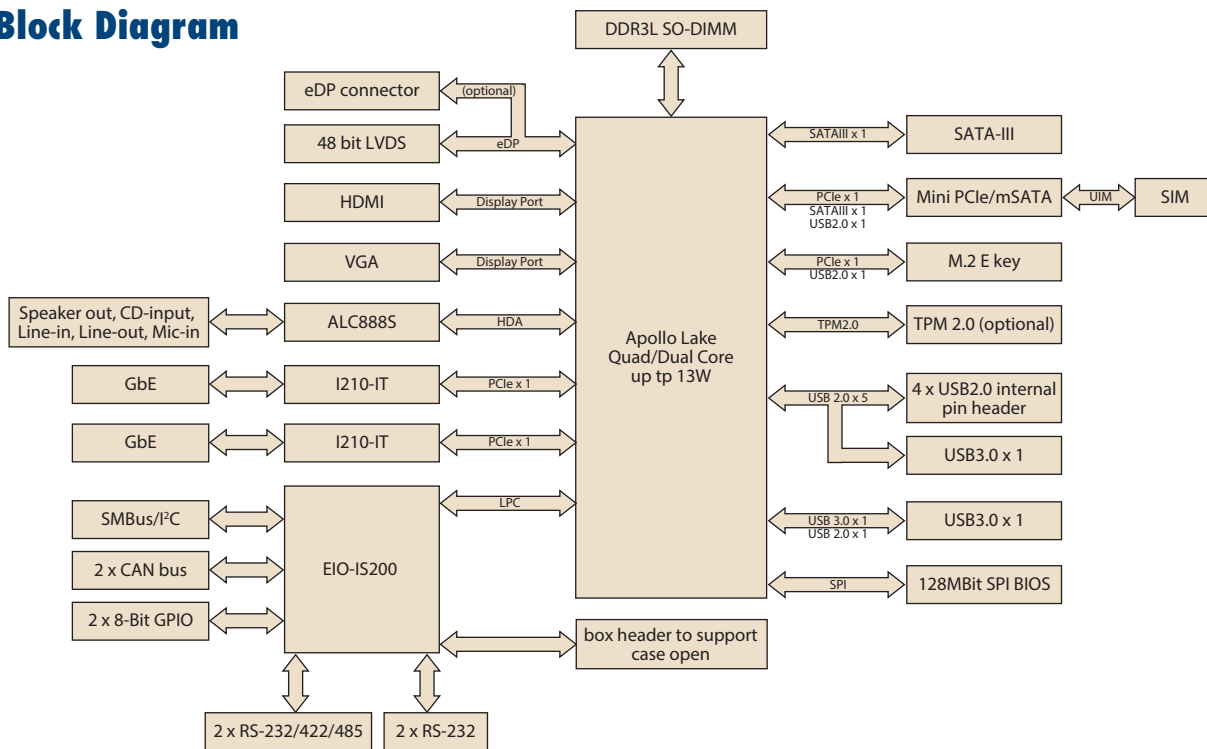 Block Diagram
DDR3L SO-DIMM
eDP connector
(optional)
48 bit LVDS
eDP
HDMI
Display Port
VGA
Display Port
Speaker out, CD-input,
Line-in, Line-out, Mic-in
ALC888S
HDA
GbE
I210-IT
PCIe x 1
GbE
I210-IT
PCIe x 1
SMBus/I²C
2 x CAN bus
2 x 8-Bit GPIO
EIO-IS200
LPC
Apollo Lake
Quad/Dual Core
up tp 13W
SATAIII x 1
SATA-III
PCIe x 1
SATAIII x 1
USB2.0 x 1
Mini PCIe/mSATA
UIM
SIM
PCIe x 1
USB2.0 x 1
M.2 E key
TPM2.0
TPM 2.0 (optional)
USB 2.0 x 5
4 x USB2.0 internal
pin header
USB3.0 x 1
USB 3.0 x 1
USB 2.0 x 1
USB3.0 x 1
SPI
128MBit SPI BIOS
box header to support
case open
2 x RS-232/422/485
2 x RS-232